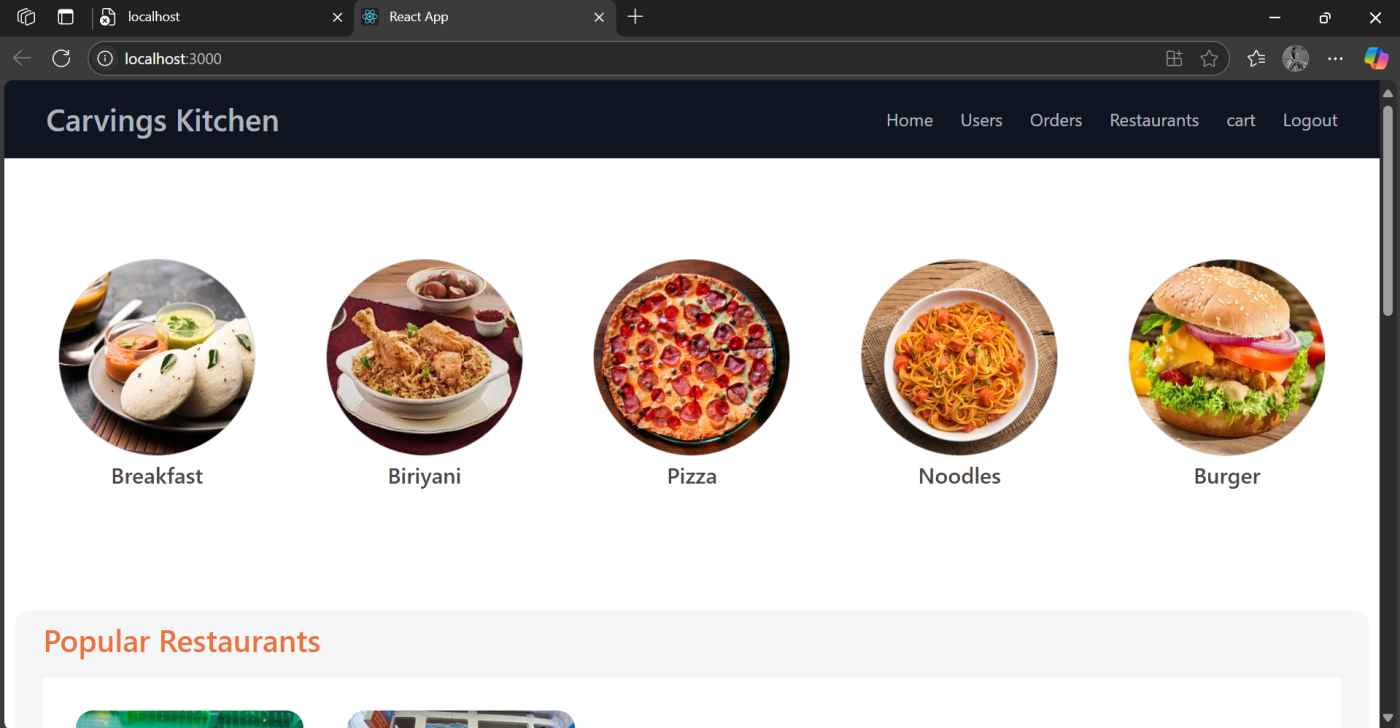 localhost
React App
localhost:3000
Carvings Kitchen
Home Users Orders Restaurants cart Logout
Breakfast Biriyani Pizza Noodles Burger
Popular Restaurants